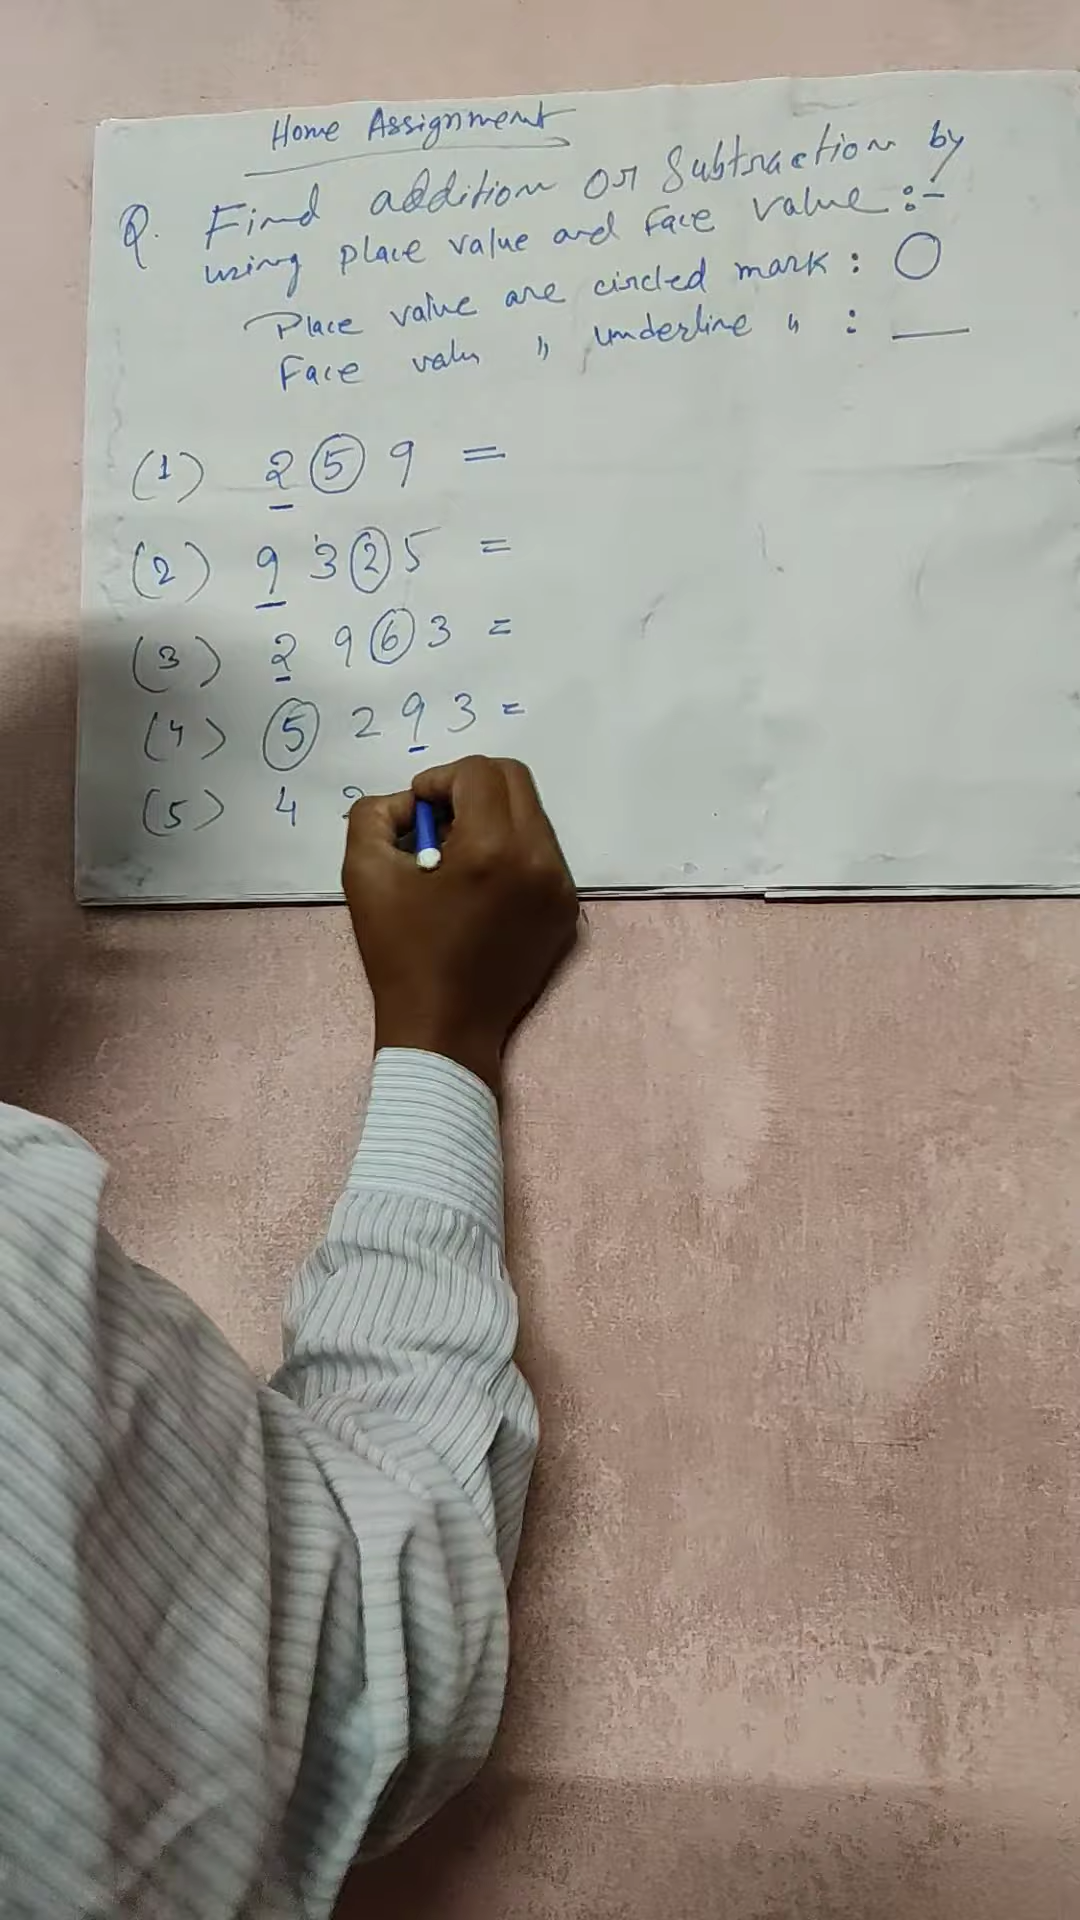 Home Assignment
Q. Find addition or Subtraction by
using place value and Face value :-
Place value are circled mark : ○
Face valu " underline " : __
(1) 2 5 9 =
(2) 9 3 2 5 =
(3) 2 9 6 3 =
(4) 5 2 9 3 =
(5) 4 2